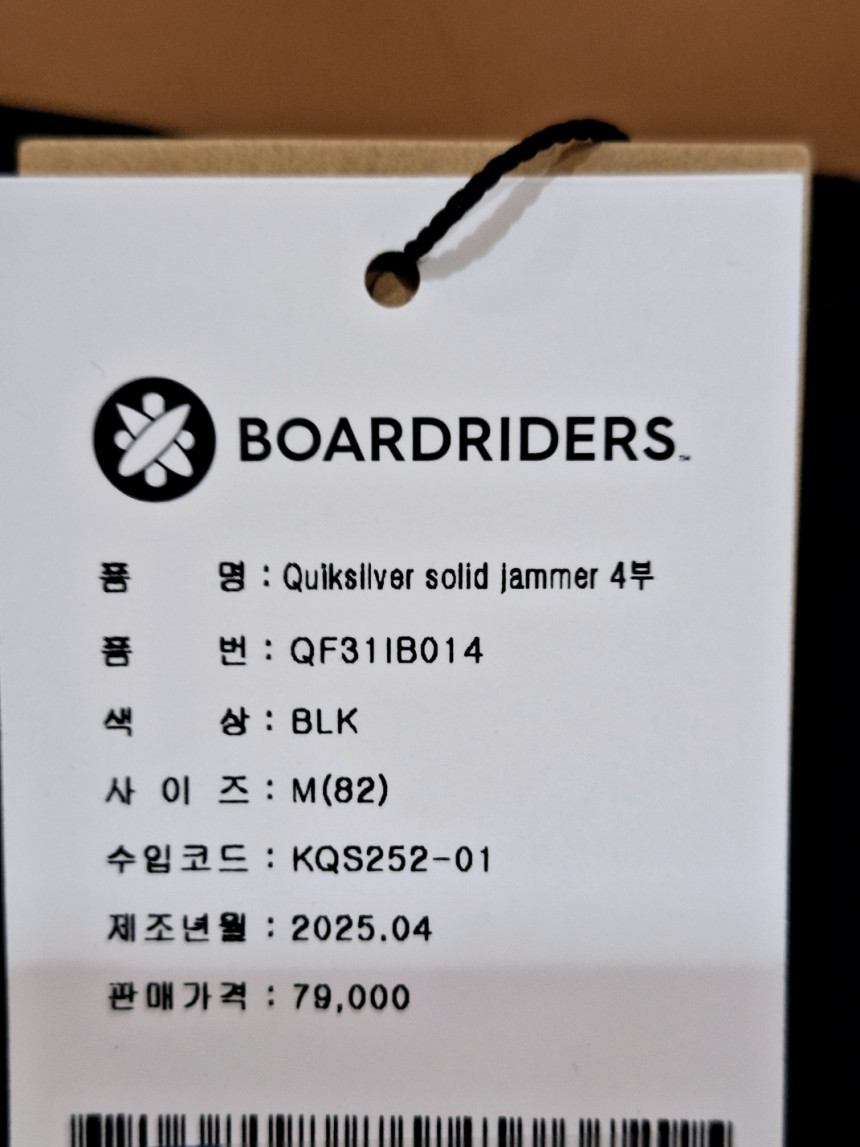 BOARDRIDERS™
품 명 : Quiksilver solid jammer 4부
품 번 : QF31IB014
색 상 : BLK
사 이 즈 : M(82)
수입코드 : KQS252-01
제조년월 : 2025.04
판매가격 : 79,000